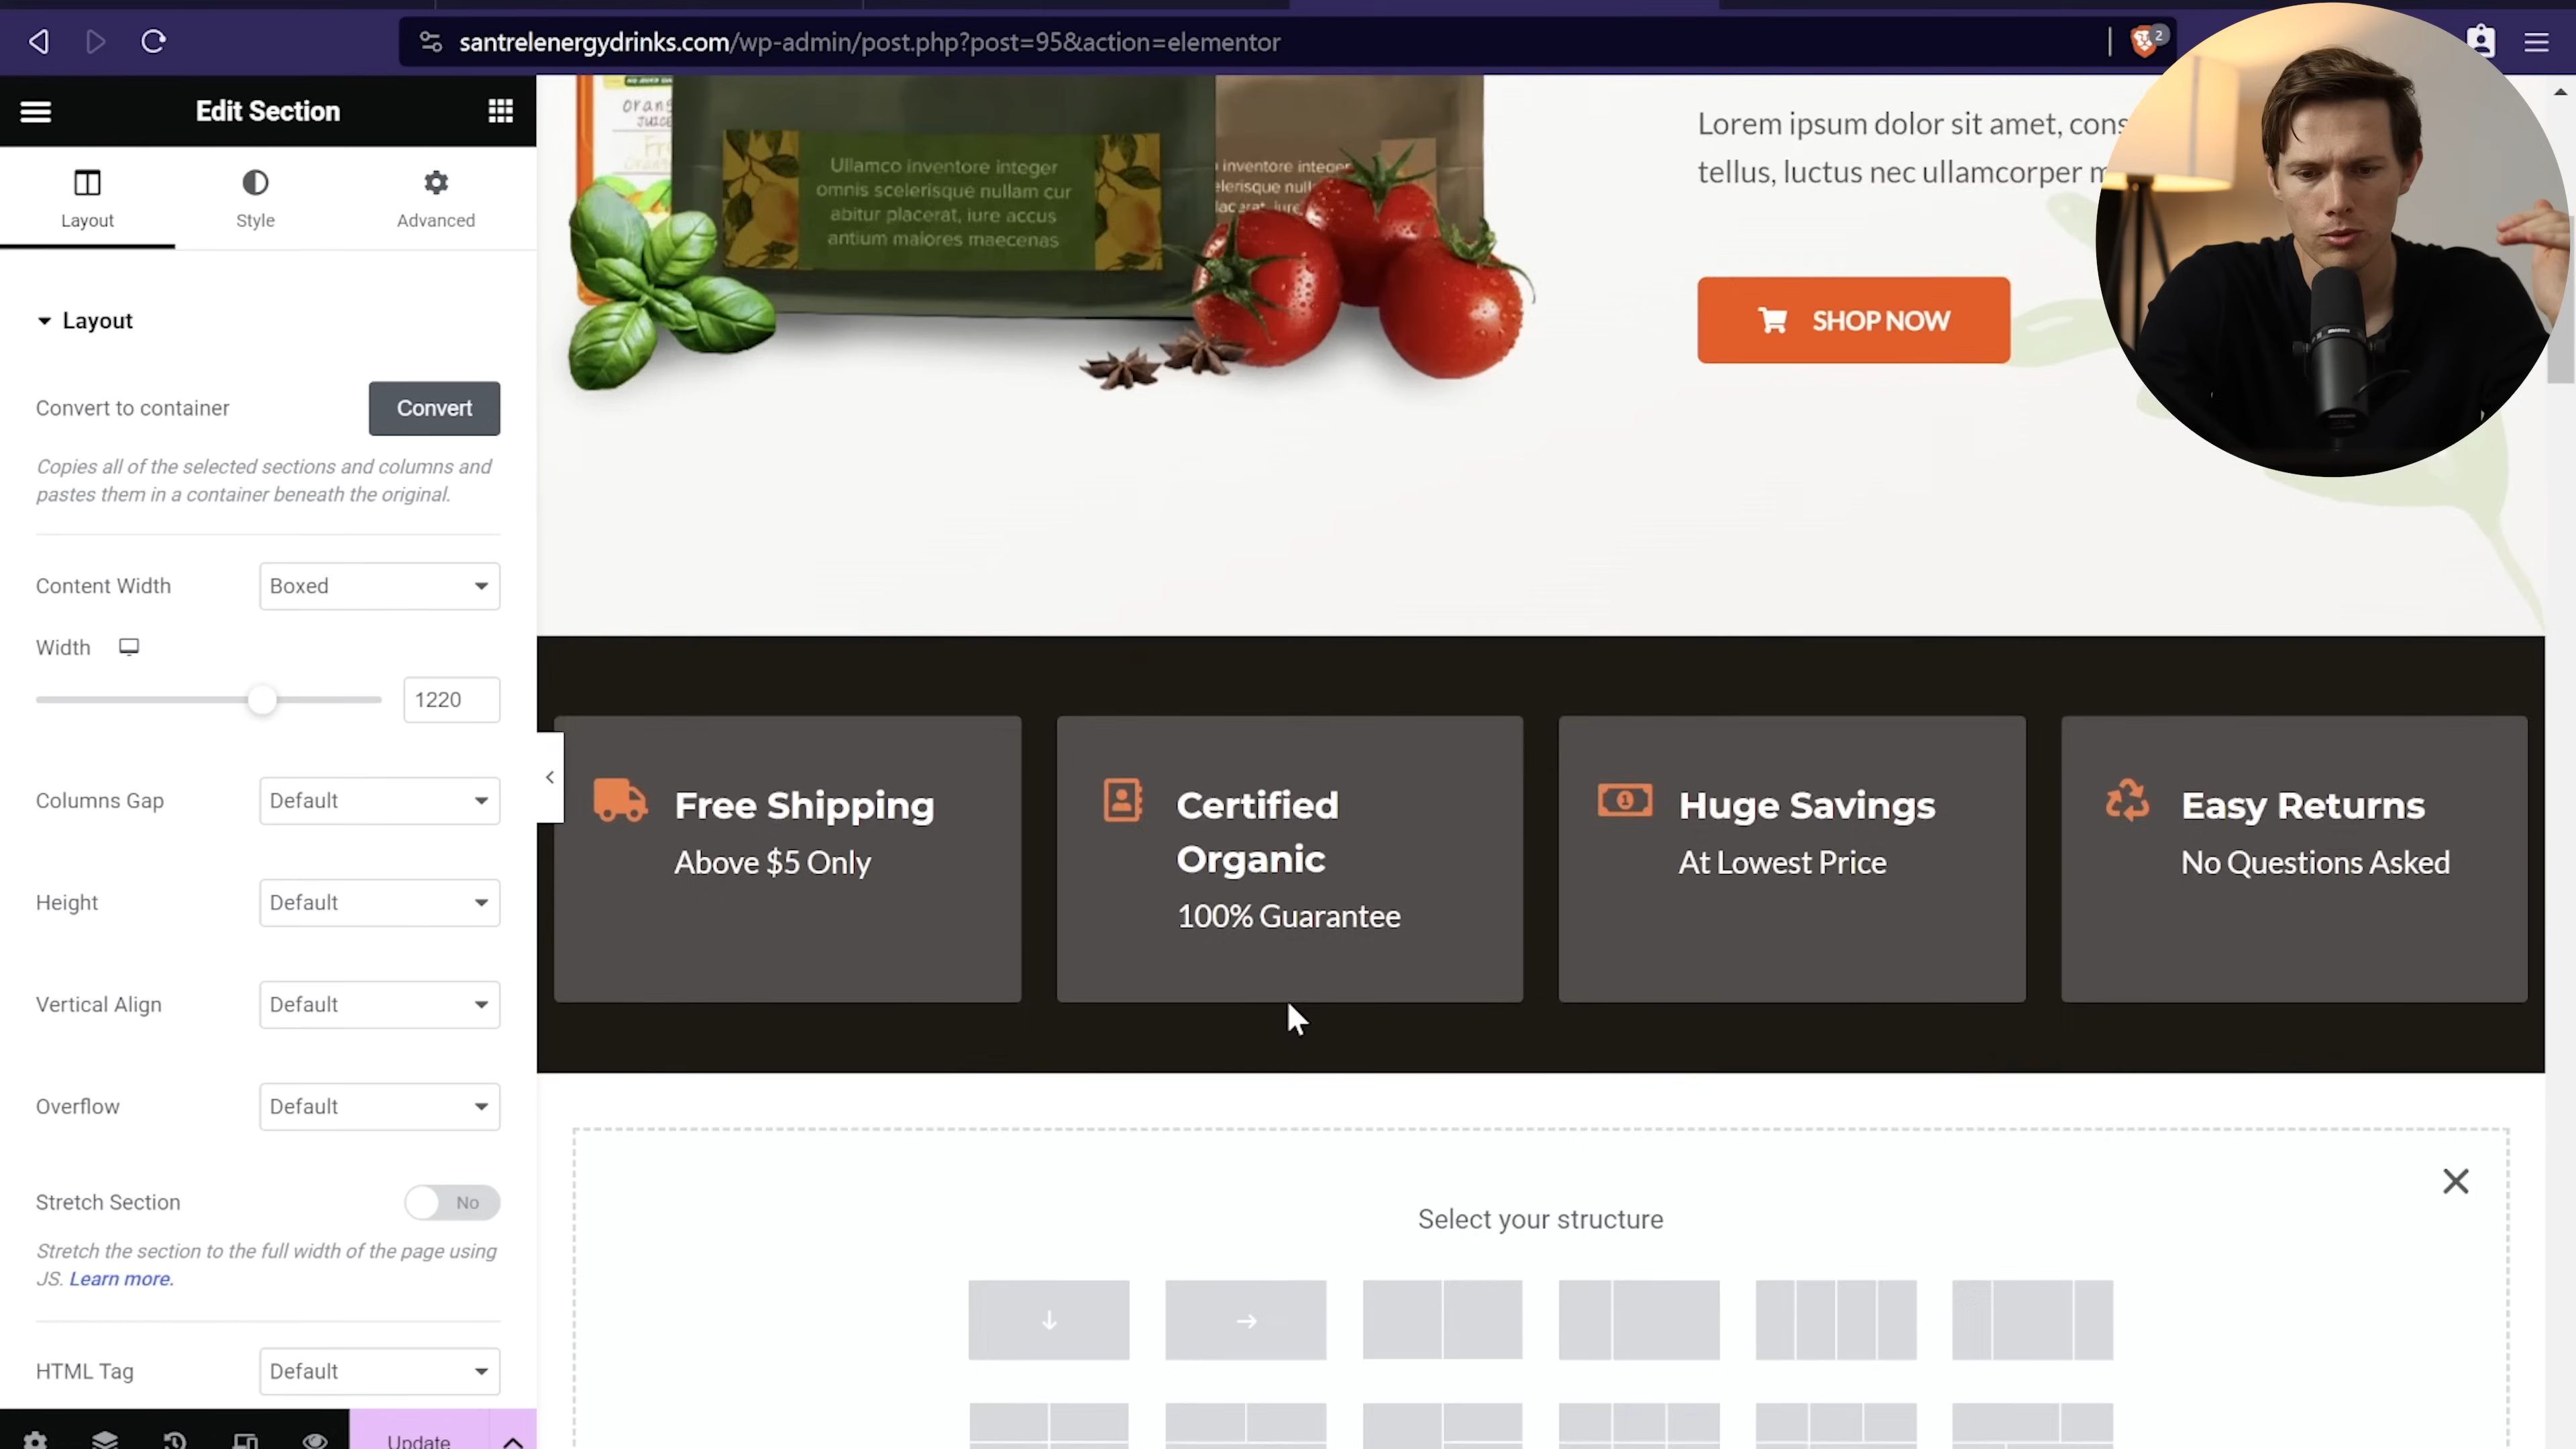 santrelenergydrinks.com/wp-admin/post.php?post=95&action=elementor
2
Edit Section
Layout
Style
Advanced
Layout
Convert to container
Convert
Copies all of the selected sections and columns and
pastes them in a container beneath the original.
Content Width
Boxed
Width
1220
Columns Gap
Default
Height
Default
Vertical Align
Default
Overflow
Default
Stretch Section
No
Stretch the section to the full width of the page using
JS. Learn more.
HTML Tag
Default
Update
Ullamco inventore integer
omnis scelerisque nullam cur
abitur placerat, iure accus
antium maiores maecenas
inventore integer
Lorem ipsum dolor sit amet, cons
tellus, luctus nec ullamcorper m
SHOP NOW
Free Shipping
Above $5 Only
Certified
Organic
100% Guarantee
Huge Savings
At Lowest Price
Easy Returns
No Questions Asked
Select your structure